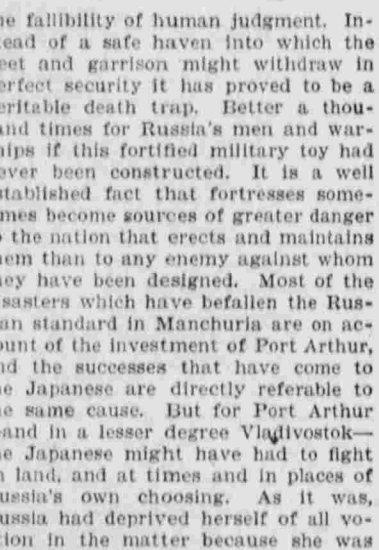 he fallibility of human judgment. In-
tead of a safe haven into which the
eet and garrison might withdraw in
erfect security it has proved to be a
eritable death trap. Better a thou-
and times for Russia's men and war-
hips if this fortified military toy had
ever been constructed. It is a well
stablished fact that fortresses some-
mes become sources of greater danger
o the nation that erects and maintains
hem than to any enemy against whom
hey have been designed. Most of the
isasters which have befallen the Rus-
an standard in Manchuria are on ac-
ount of the investment of Port Arthur,
nd the successes that have come to
he Japanese are directly referable to
he same cause. But for Port Arthur
and in a lesser degree Vladivostok—
he Japanese might have had to fight
n land, and at times and in places of
ussia's own choosing. As it was,
ussia had deprived herself of all vo-
tion in the matter because she was